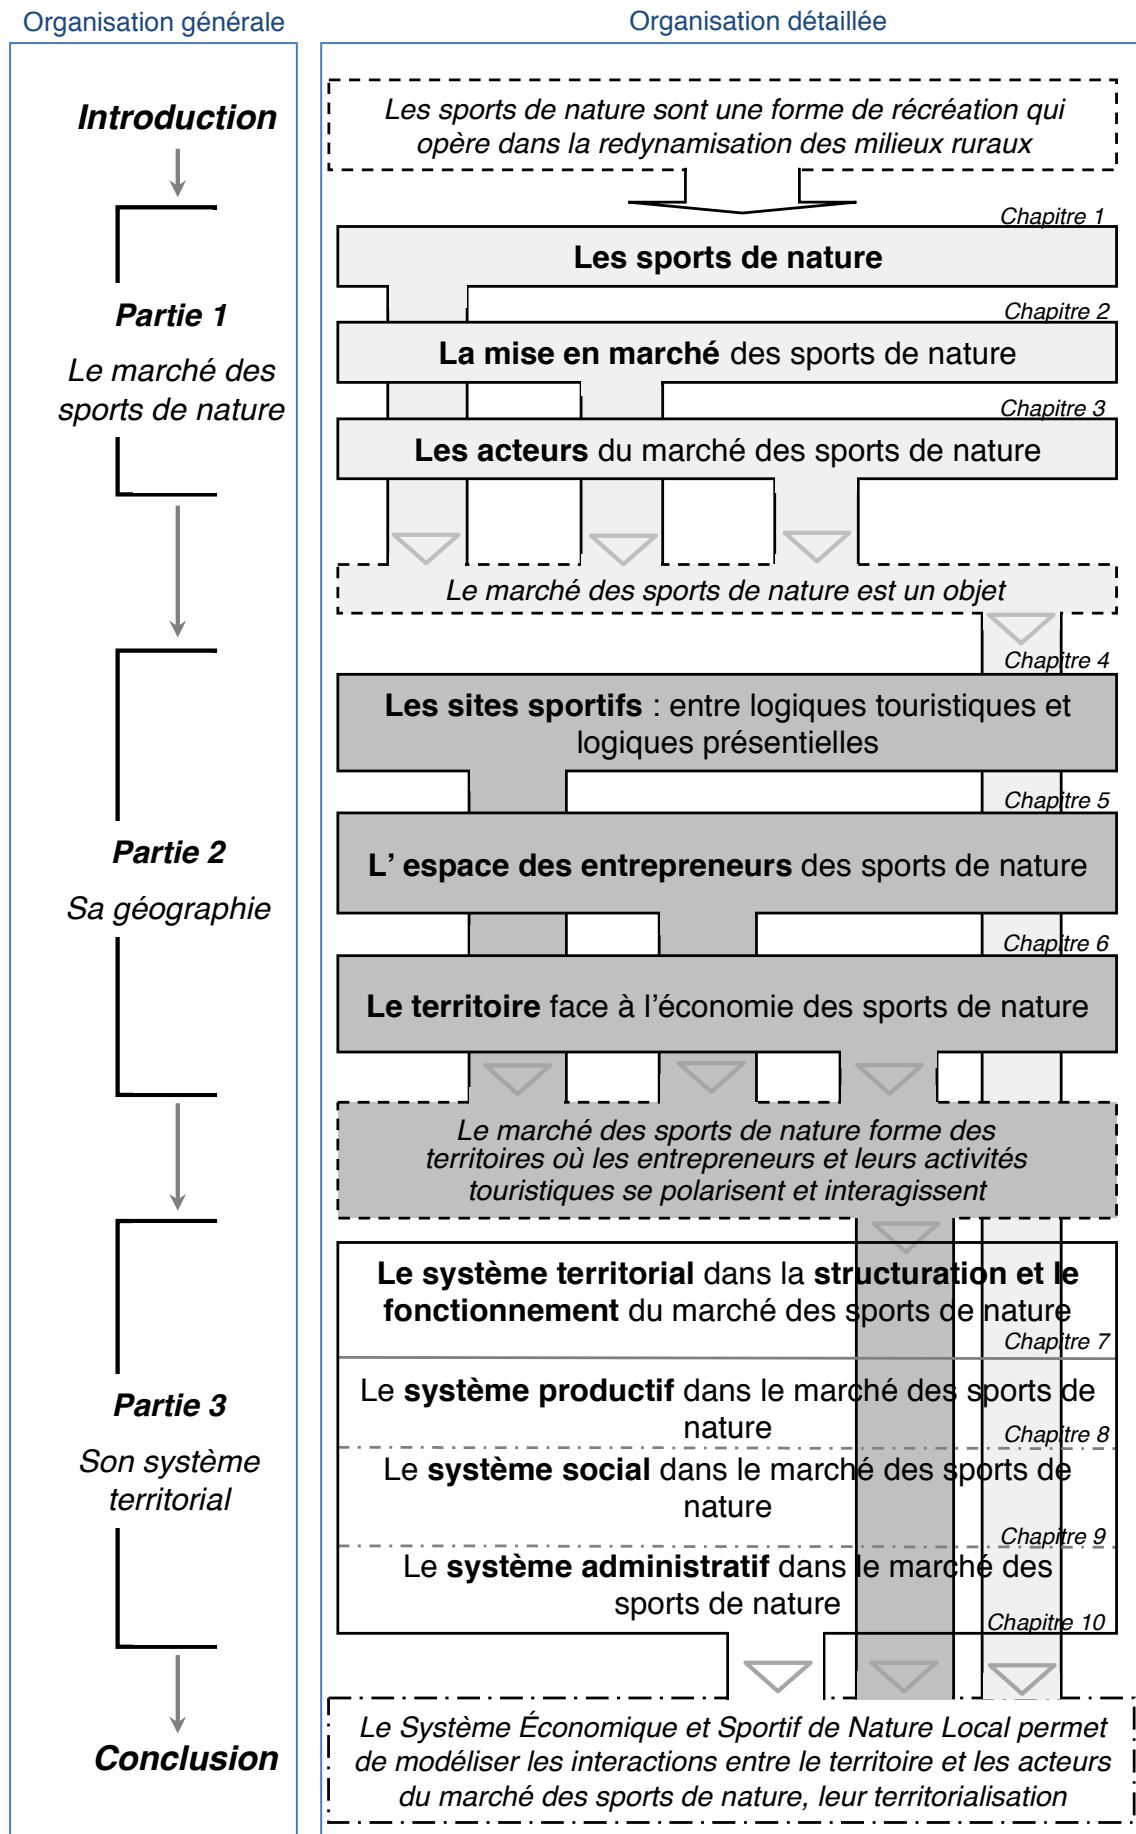 Organisation générale
Introduction
Partie 1
Le marché des
sports de nature
Partie 2
Sa géographie
Partie 3
Son système
territorial
Conclusion
Organisation détaillée
Les sports de nature sont une forme de récréation qui
opère dans la redynamisation des milieux ruraux
Chapitre 1
Les sports de nature
Chapitre 2
La mise en marché des sports de nature
Chapitre 3
Les acteurs du marché des sports de nature
Le marché des sports de nature est un objet
Chapitre 4
Les sites sportifs : entre logiques touristiques et
logiques présentielles
Chapitre 5
L' espace des entrepreneurs des sports de nature
Chapitre 6
Le territoire face à l'économie des sports de nature
Le marché des sports de nature forme des
territoires où les entrepreneurs et leurs activités
touristiques se polarisent et interagissent
Le système territorial dans la structuration et le
fonctionnement du marché des sports de nature
Chapitre 7
Le système productif dans le marché des sports de
nature
Chapitre 8
Le système social dans le marché des sports de
nature
Chapitre 9
Le système administratif dans le marché des
sports de nature
Chapitre 10
Le Système Économique et Sportif de Nature Local permet
de modéliser les interactions entre le territoire et les acteurs
du marché des sports de nature, leur territorialisation